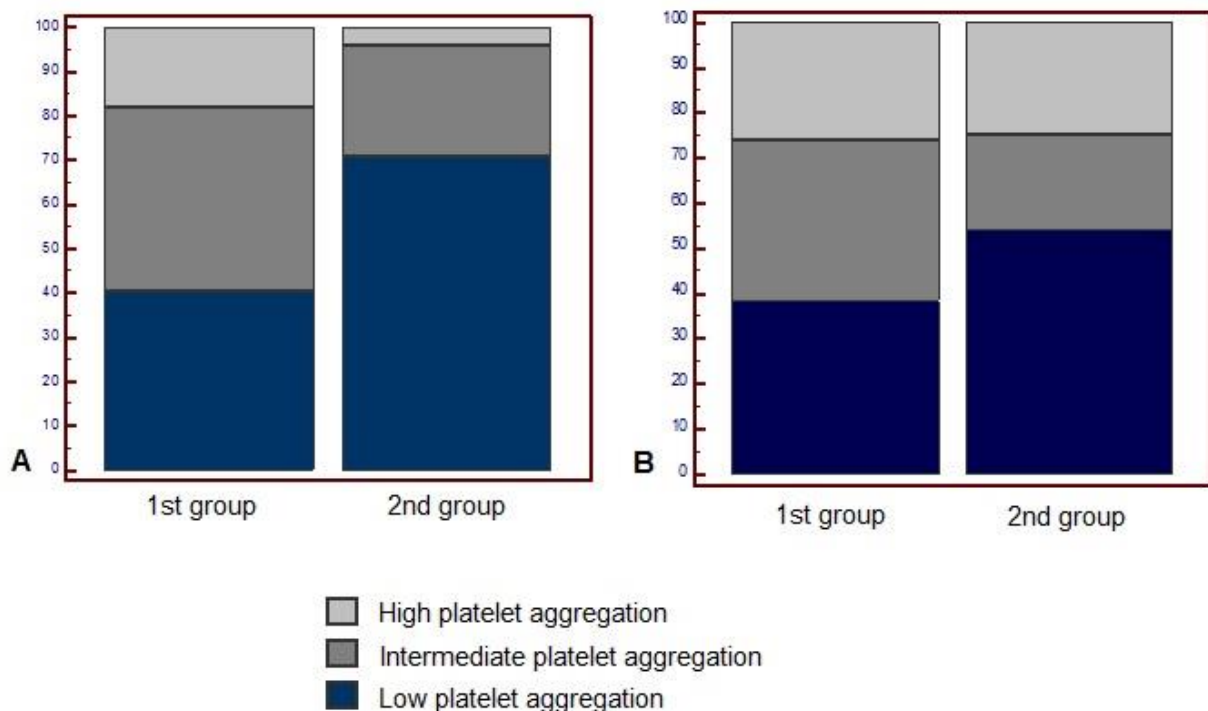 100
90
80
70
60
50
40
30
20
10
0
A
1st group
2nd group
100
90
80
70
60
50
40
30
20
10
0
B
1st group
2nd group
High platelet aggregation
Intermediate platelet aggregation
Low platelet aggregation